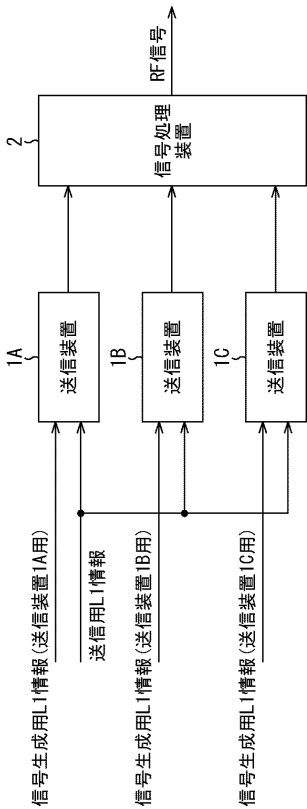 信号生成用L1情報(送信装置1A用)
送信用L1情報
信号生成用L1情報(送信装置1B用)
信号生成用L1情報(送信装置1C用)
1A
送信装置
1B
送信装置
1C
送信装置
2
信号処理
装置
RF信号